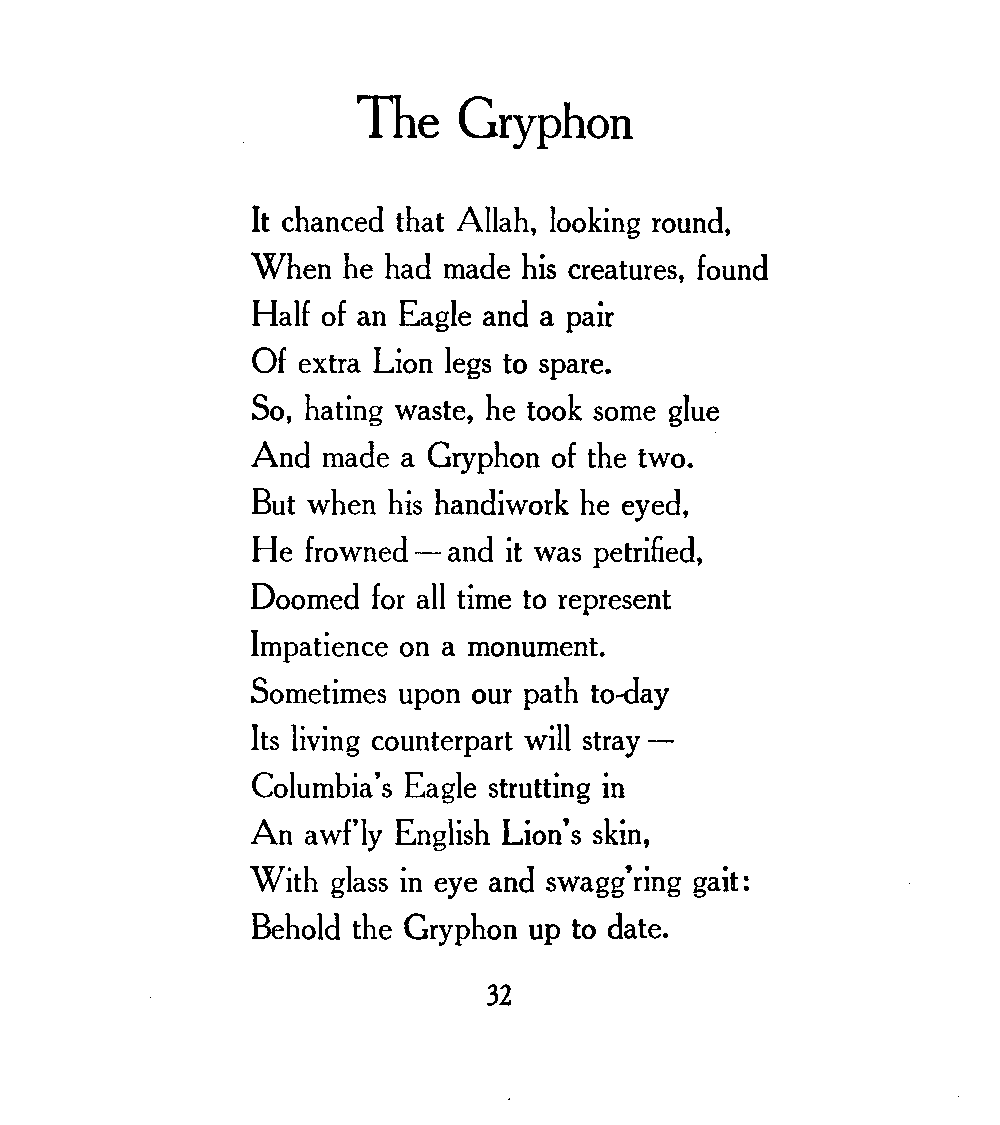 The Gryphon
It chanced that Allah, looking round,
When he had made his creatures, found
Half of an Eagle and a pair
Of extra Lion legs to spare.
So, hating waste, he took some glue
And made a Gryphon of the two.
But when his handiwork he eyed,
He frowned — and it was petrified,
Doomed for all time to represent
Impatience on a monument.
Sometimes upon our path to-day
Its living counterpart will stray —
Columbia's Eagle strutting in
An awf'ly English Lion's skin,
With glass in eye and swagg'ring gait:
Behold the Gryphon up to date.
32